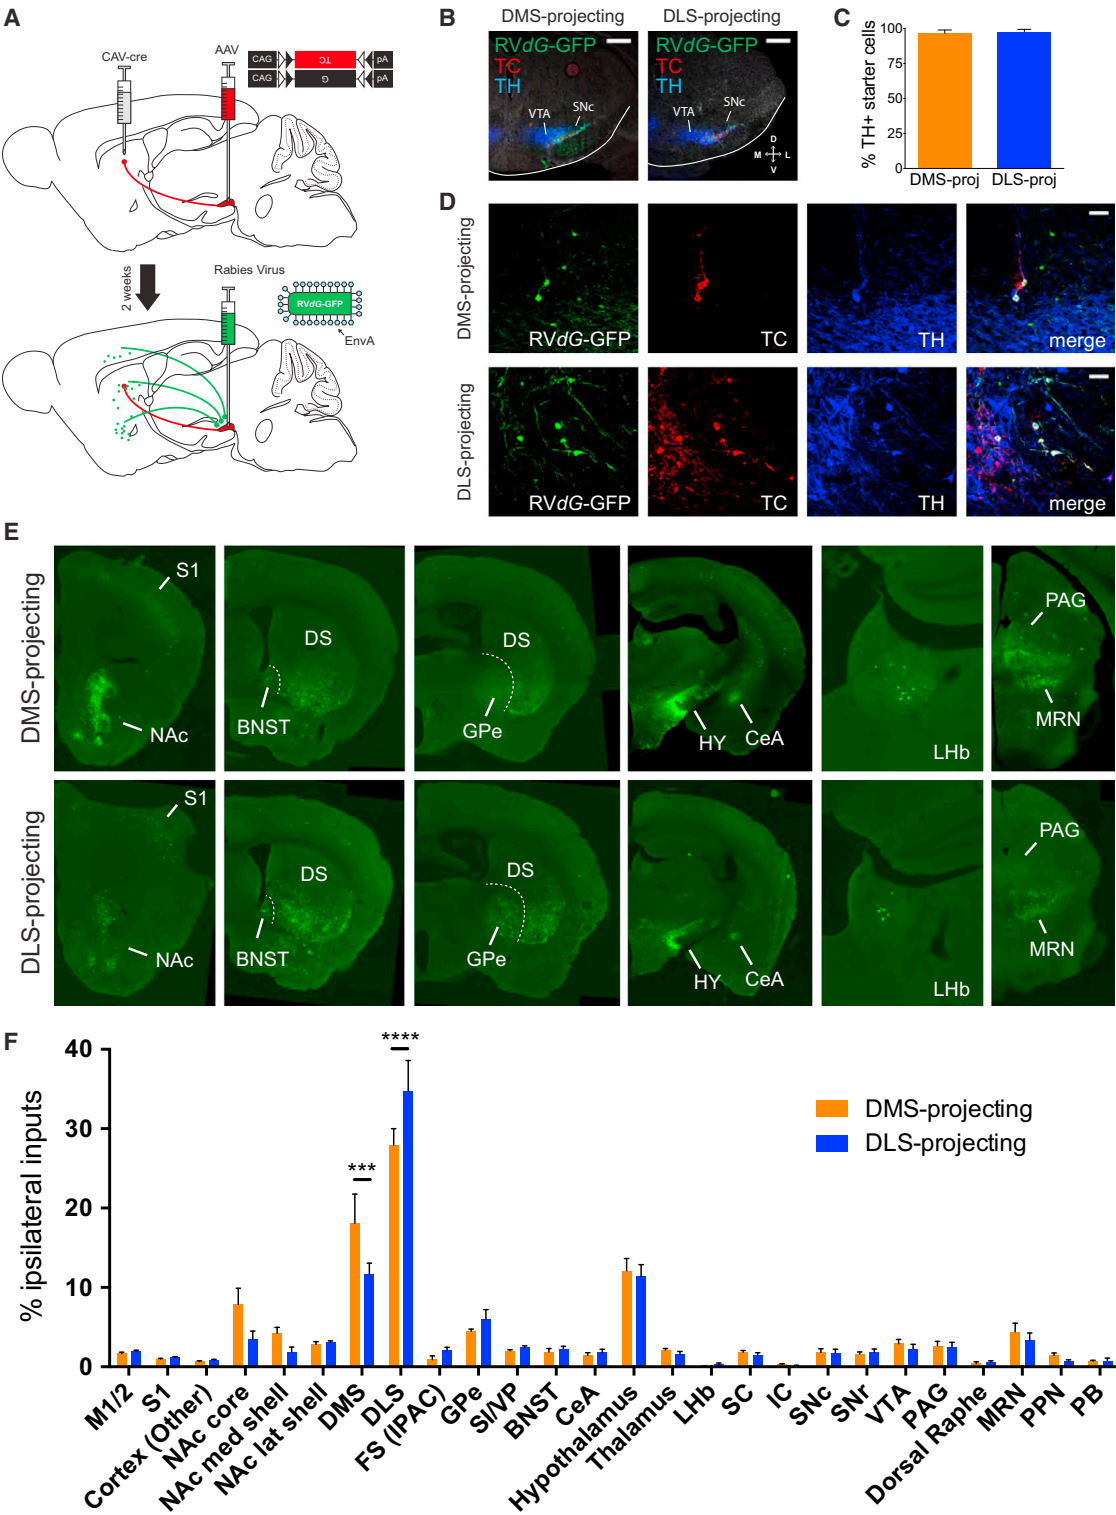 A
CAV-cre
AAV
CAG TC pA
CAG G pA
2 weeks
Rabies Virus
RVdG-GFP
EnvA
B
DMS-projecting
DLS-projecting
RVdG-GFP
TC
TH
VTA
SNc
RVdG-GFP
TC
TH
VTA
SNc
D
M L
V
C
% TH+ starter cells
100
75
50
25
0
DMS-proj DLS-proj
D
DMS-projecting
RVdG-GFP
TC
TH
merge
DLS-projecting
RVdG-GFP
TC
TH
merge
E
DMS-projecting
S1
NAc
DS
BNST
DS
GPe
HY
CeA
LHb
PAG
MRN
DLS-projecting
S1
NAc
DS
BNST
DS
GPe
HY
CeA
LHb
PAG
MRN
F
% ipsilateral inputs
40
30
20
10
0
***
****
DMS-projecting
DLS-projecting
M1/2
S1
Cortex (Other)
NAc core
NAc med shell
NAc lat shell
DMS
DLS
FS (IPAC)
GPe
SI/VP
BNST
CeA
Hypothalamus
Thalamus
LHb
SC
IC
SNc
SNr
VTA
PAG
Dorsal Raphe
MRN
PPN
PB